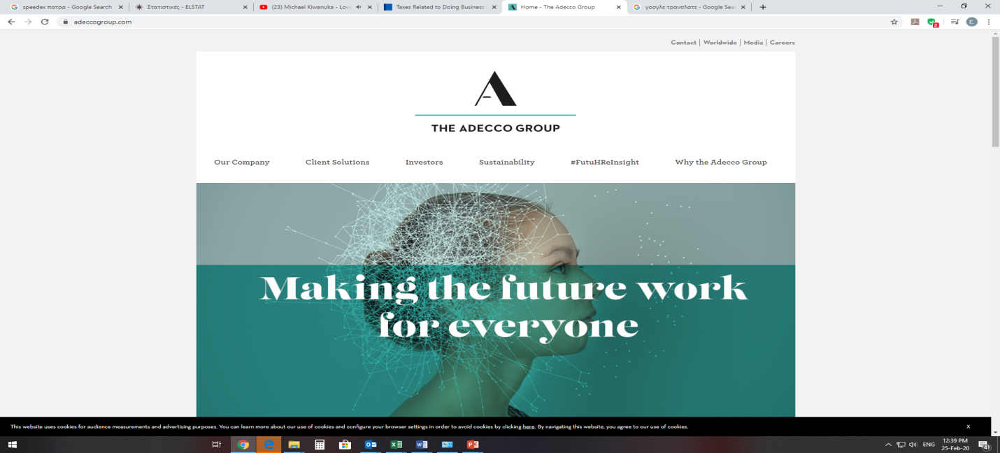 speedex πατρα - Google Search
Στατιστικές - ELSTAT
(23) Michael Kiwanuka - Lov
Taxes Related to Doing Business
Home - The Adecco Group
γοογλε τρανσλατε - Google Sea
adeccogroup.com
E.
2
Contact | Worldwide | Media | Careers
A
THE ADECCO GROUP
Our Company Client Solutions Investors Sustainability #FutuHReInsight Why the Adecco Group
Making the future work
for everyone
This website uses cookies for audience measurements and advertising purposes. You can learn more about our use of cookies and configure your browser settings in order to avoid cookies by clicking here. By navigating this website, you agree to our use of cookies.
X
ENG
12:39 PM
25-Feb-20
41